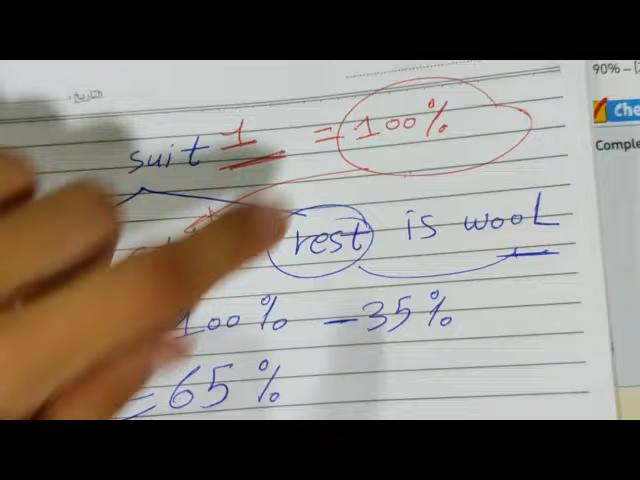 التاريخ:
90% –
suit 1 = 100%
Che
Comple
rest is wool
100% – 35%
= 65%